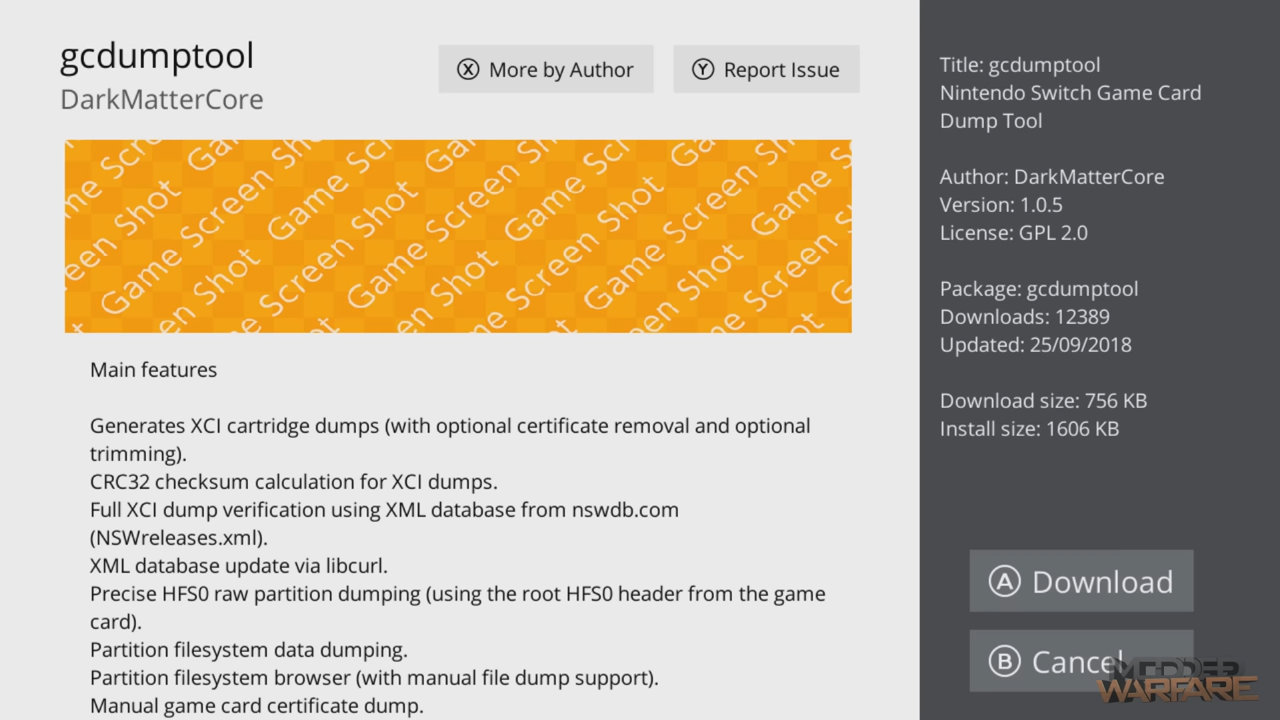 gcdumptool
DarkMatterCore
X More by Author
Y Report Issue
Game Screen Shot
Main features
Generates XCI cartridge dumps (with optional certificate removal and optional
trimming).
CRC32 checksum calculation for XCI dumps.
Full XCI dump verification using XML database from nswdb.com
(NSWreleases.xml).
XML database update via libcurl.
Precise HFS0 raw partition dumping (using the root HFS0 header from the game
card).
Partition filesystem data dumping.
Partition filesystem browser (with manual file dump support).
Manual game card certificate dump.
Title: gcdumptool
Nintendo Switch Game Card
Dump Tool
Author: DarkMatterCore
Version: 1.0.5
License: GPL 2.0
Package: gcdumptool
Downloads: 12389
Updated: 25/09/2018
Download size: 756 KB
Install size: 1606 KB
A Download
B Cancel
MODDED
WARFARE